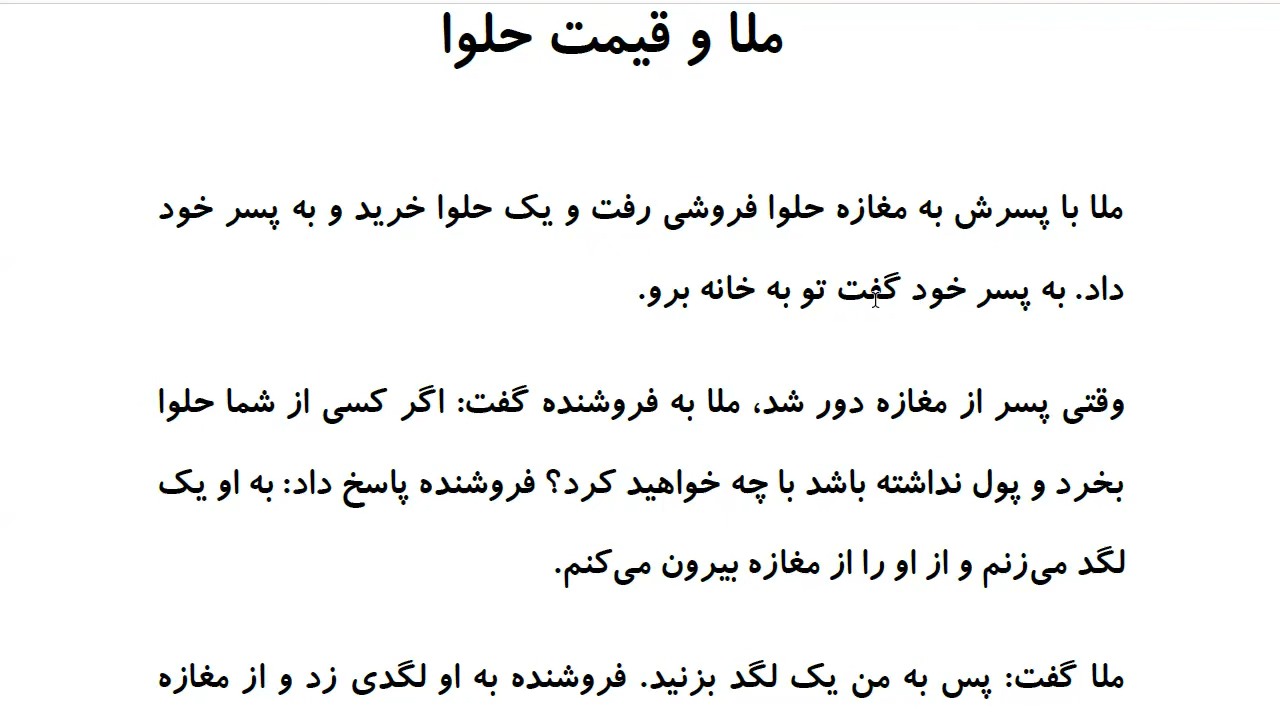 ملا و قیمت حلوا
ملا با پسرش به مغازه حلوا فروشی رفت و یک حلوا خرید و به پسر خود
داد. به پسر خود گفت تو به خانه برو.
وقتی پسر از مغازه دور شد، ملا به فروشنده گفت: اگر کسی از شما حلوا
بخرد و پول نداشته باشد با چه خواهید کرد؟ فروشنده پاسخ داد: به او یک
لگد می‌زنم و از او را از مغازه بیرون می‌کنم.
ملا گفت: پس به من یک لگد بزنید. فروشنده به او لگدی زد و از مغازه